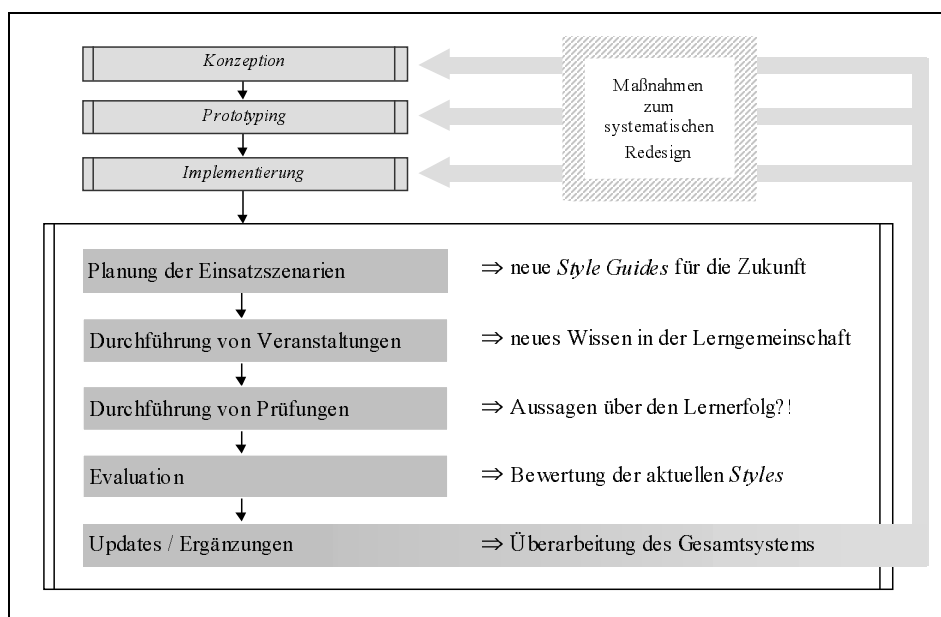 Konzeption
Prototyping
Implementierung
Maßnahmen
zum
systematischen
Redesign
Planung der Einsatzszenarien
⇒ neue Style Guides für die Zukunft
Durchführung von Veranstaltungen
⇒ neues Wissen in der Lerngemeinschaft
Durchführung von Prüfungen
⇒ Aussagen über den Lernerfolg?!
Evaluation
⇒ Bewertung der aktuellen Styles
Updates / Ergänzungen
⇒ Überarbeitung des Gesamtsystems